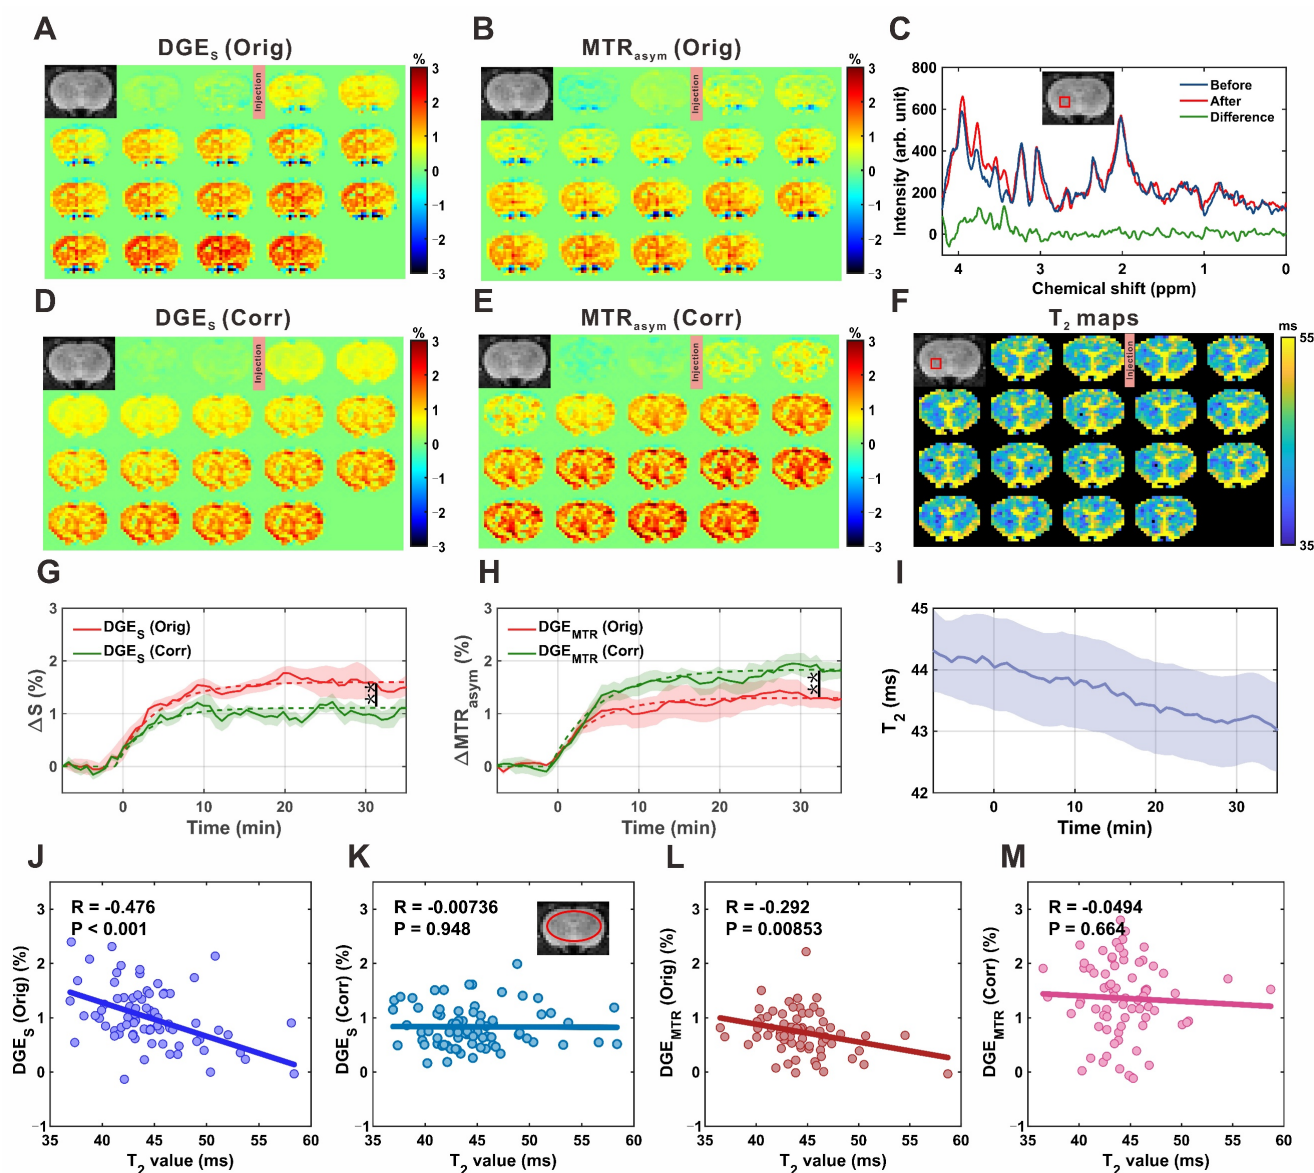 A
DGES (Orig)
%
Injection
3
2
1
0
−1
−2
−3
B
MTRasym (Orig)
%
Injection
3
2
1
0
−1
−2
−3
C
Before
After
Difference
Intensity (arb. unit)
800
600
400
200
0
4
3
2
1
0
Chemical shift (ppm)
D
DGES (Corr)
%
Injection
3
2
1
0
−1
−2
−3
E
MTRasym (Corr)
%
Injection
3
2
1
0
−1
−2
−3
F
T2 maps
ms
Injection
55
35
G
DGES (Orig)
DGES (Corr)
**
ΔS (%)
3
2
1
0
0
10
20
30
Time (min)
H
DGEMTR (Orig)
DGEMTR (Corr)
**
ΔMTRasym (%)
3
2
1
0
0
10
20
30
Time (min)
I
T2 (ms)
45
44
43
42
0
10
20
30
Time (min)
J
R = -0.476
P < 0.001
DGES (Orig) (%)
3
2
1
0
−1
35
40
45
50
55
60
T2 value (ms)
K
R = -0.00736
P = 0.948
DGES (Corr) (%)
3
2
1
0
−1
35
40
45
50
55
60
T2 value (ms)
L
R = -0.292
P = 0.00853
DGEMTR (Orig) (%)
3
2
1
0
−1
35
40
45
50
55
60
T2 value (ms)
M
R = -0.0494
P = 0.664
DGEMTR (Corr) (%)
3
2
1
0
−1
35
40
45
50
55
60
T2 value (ms)